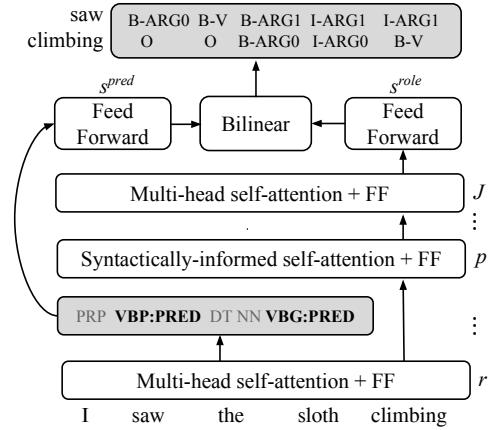 saw B-ARG0 B-V B-ARG1 I-ARG1 I-ARG1
climbing O O B-ARG0 I-ARG0 B-V
s^pred s^role
Feed Forward
Bilinear
Feed Forward
Multi-head self-attention + FF J
⋮
Syntactically-informed self-attention + FF p
PRP VBP:PRED DT NN VBG:PRED ⋮
Multi-head self-attention + FF r
I saw the sloth climbing